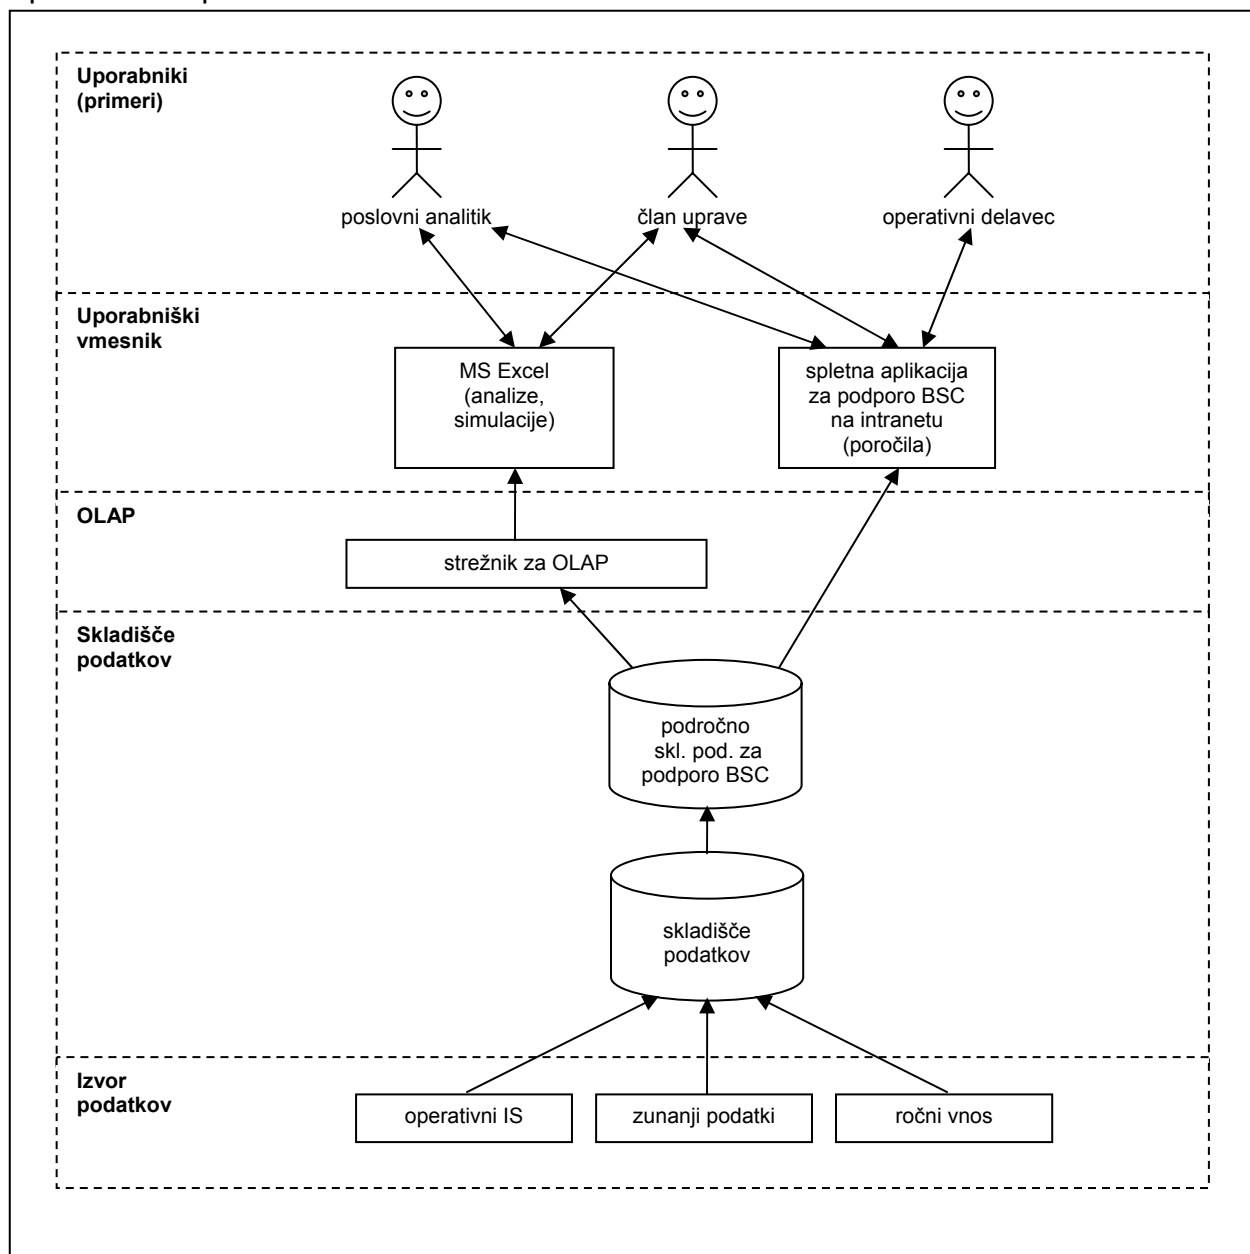 Uporabniki
(primeri)
poslovni analitik
član uprave
operativni delavec
Uporabniški
vmesnik
MS Excel
(analize,
simulacije)
spletna aplikacija
za podporo BSC
na intranetu
(poročila)
OLAP
strežnik za OLAP
Skladišče
podatkov
področno
skl. pod. za
podporo BSC
skladišče
podatkov
Izvor
podatkov
operativni IS
zunanji podatki
ročni vnos